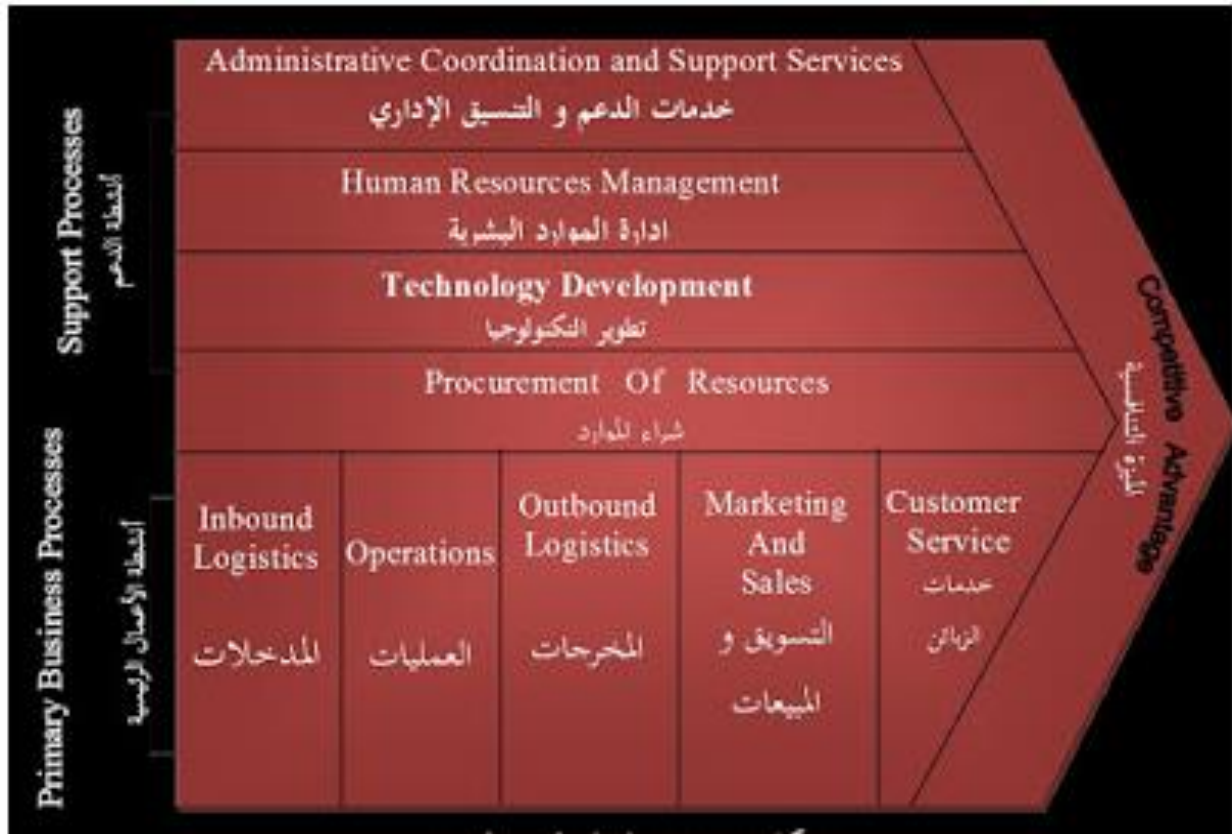 Administrative Coordination and Support Services
خدمات الدعم و التنسيق الإداري
Human Resources Management
ادارة الموارد البشرية
Technology Development
تطوير التكنولوجيا
Procurement Of Resources
شراء الموارد
Support Processes
أنشطة الدعم
Primary Business Processes
أنشطة الأعمال الرئيسية
Inbound
Logistics
المدخلات
Operations
العمليات
Outbound
Logistics
المخرجات
Marketing
And
Sales
التسويق و
المبيعات
Customer
Service
خدمات
الزبائن
Competitive Advantage
الميزة التنافسية